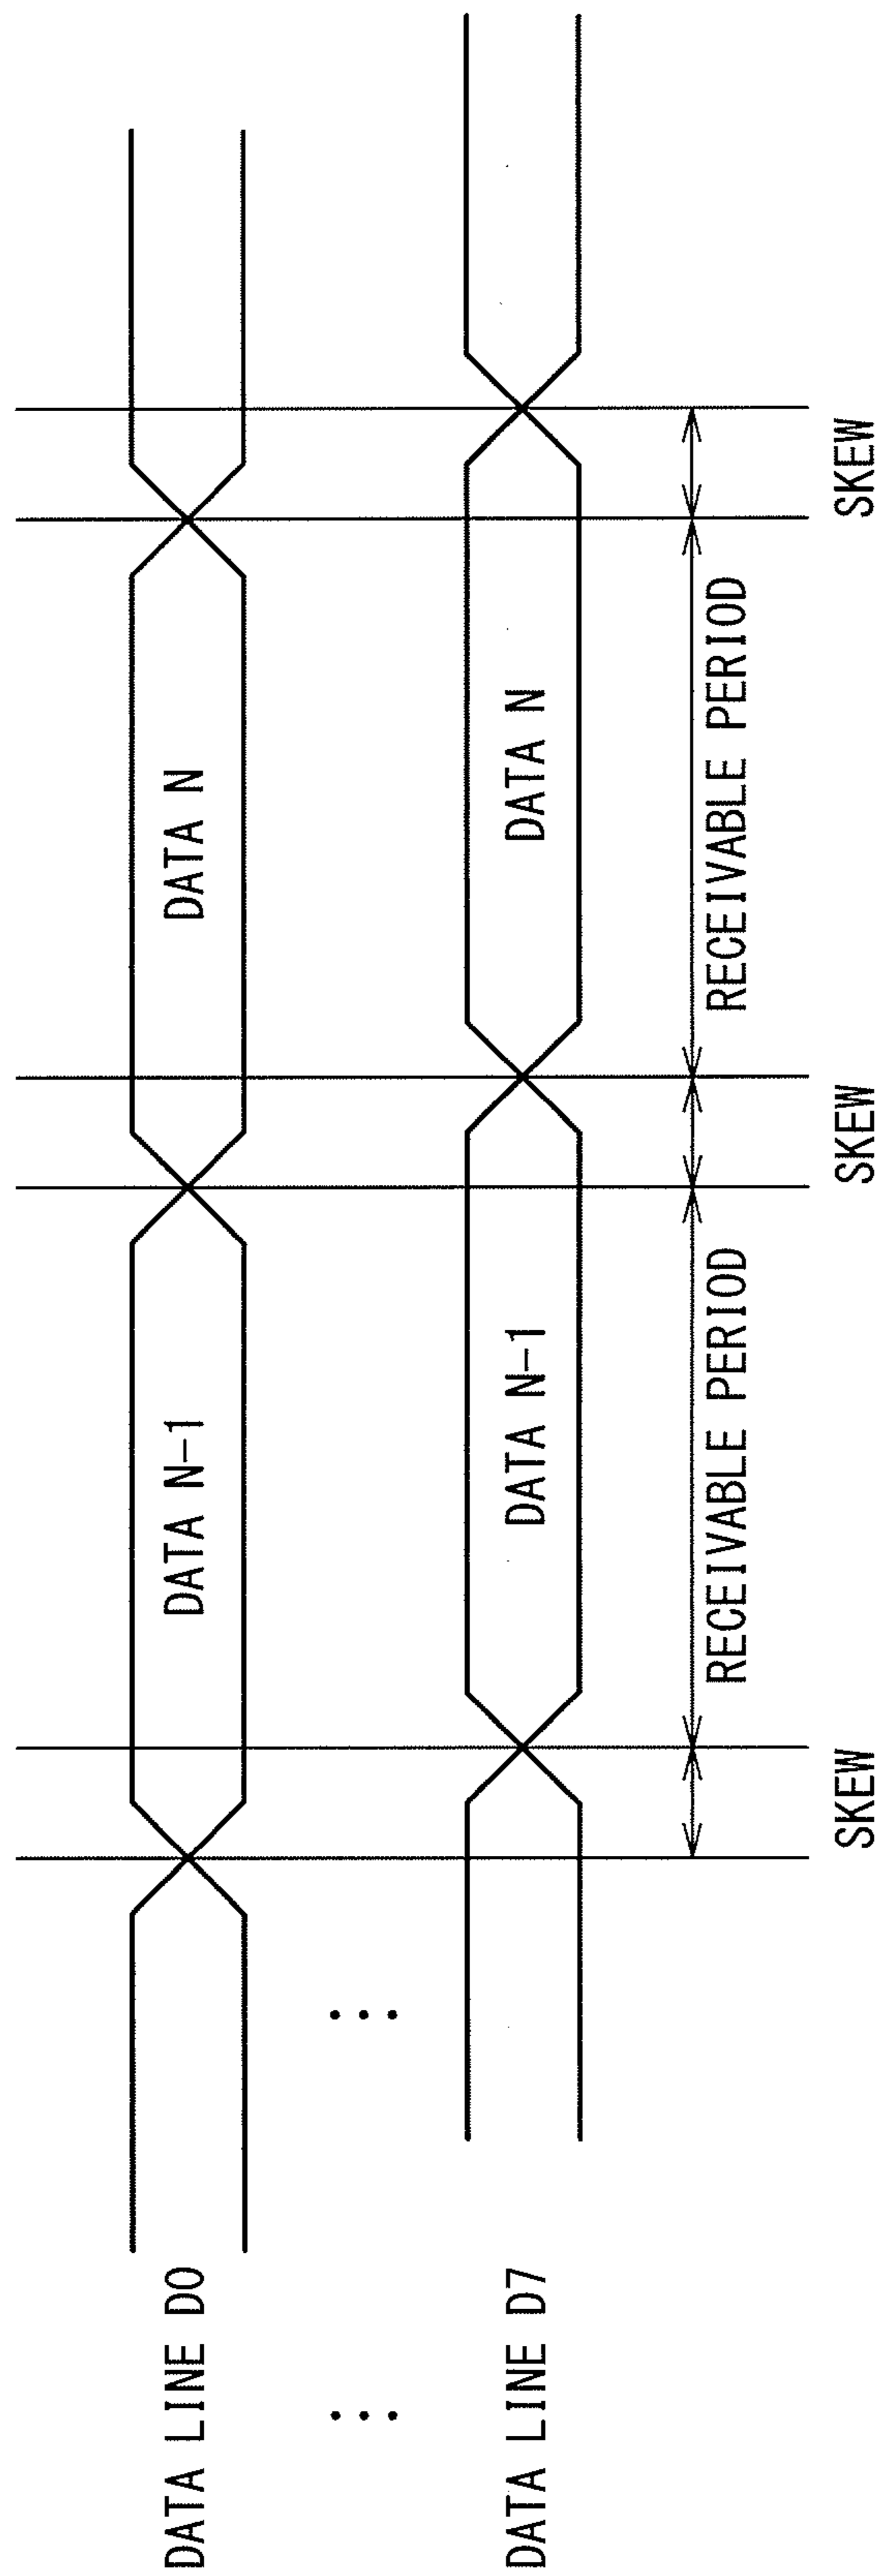 DATA LINE D0
DATA N-1
DATA N
...
...
DATA LINE D7
DATA N-1
DATA N
RECEIVABLE PERIOD
RECEIVABLE PERIOD
SKEW
SKEW
SKEW